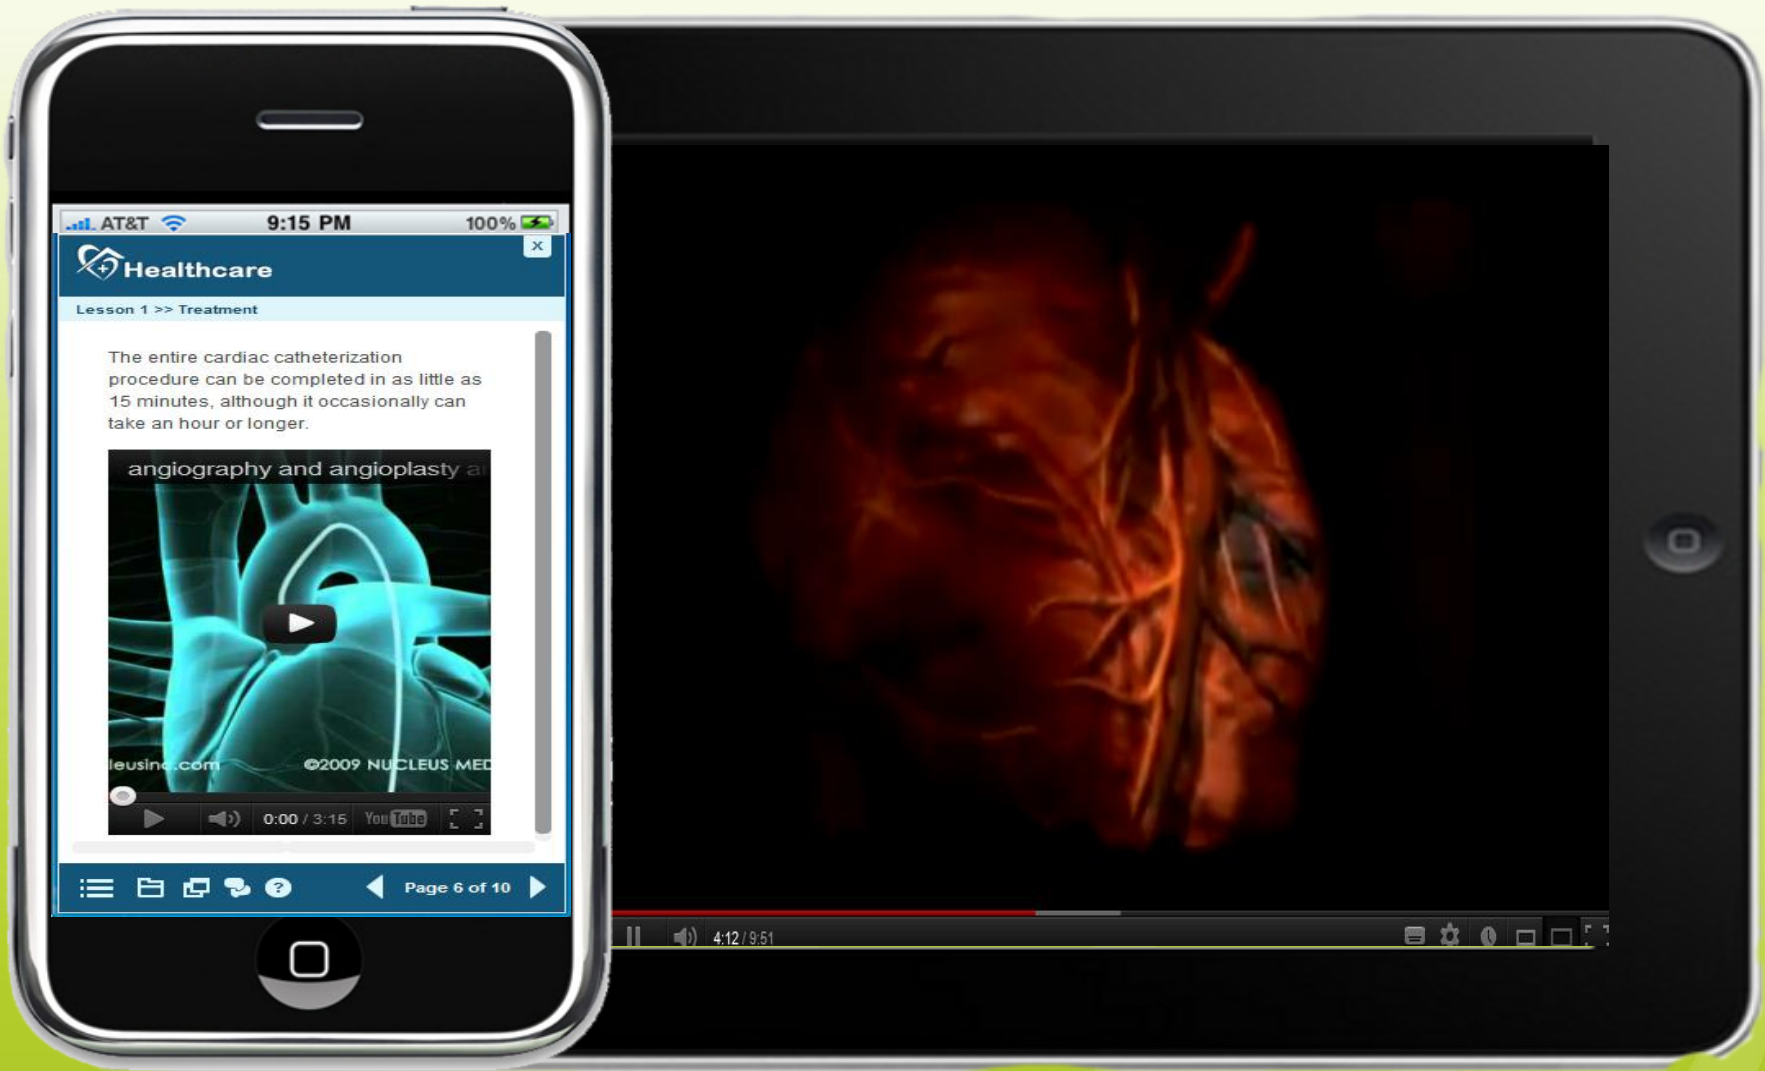 AT&T 9:15 PM 100%
x
Healthcare
Lesson 1 >> Treatment
The entire cardiac catheterization
procedure can be completed in as little as
15 minutes, although it occasionally can
take an hour or longer.
angiography and angioplasty
leusinc.com ©2009 NUCLEUS MED
0:00 / 3:15 YouTube
? Page 6 of 10
4:12 / 9:51